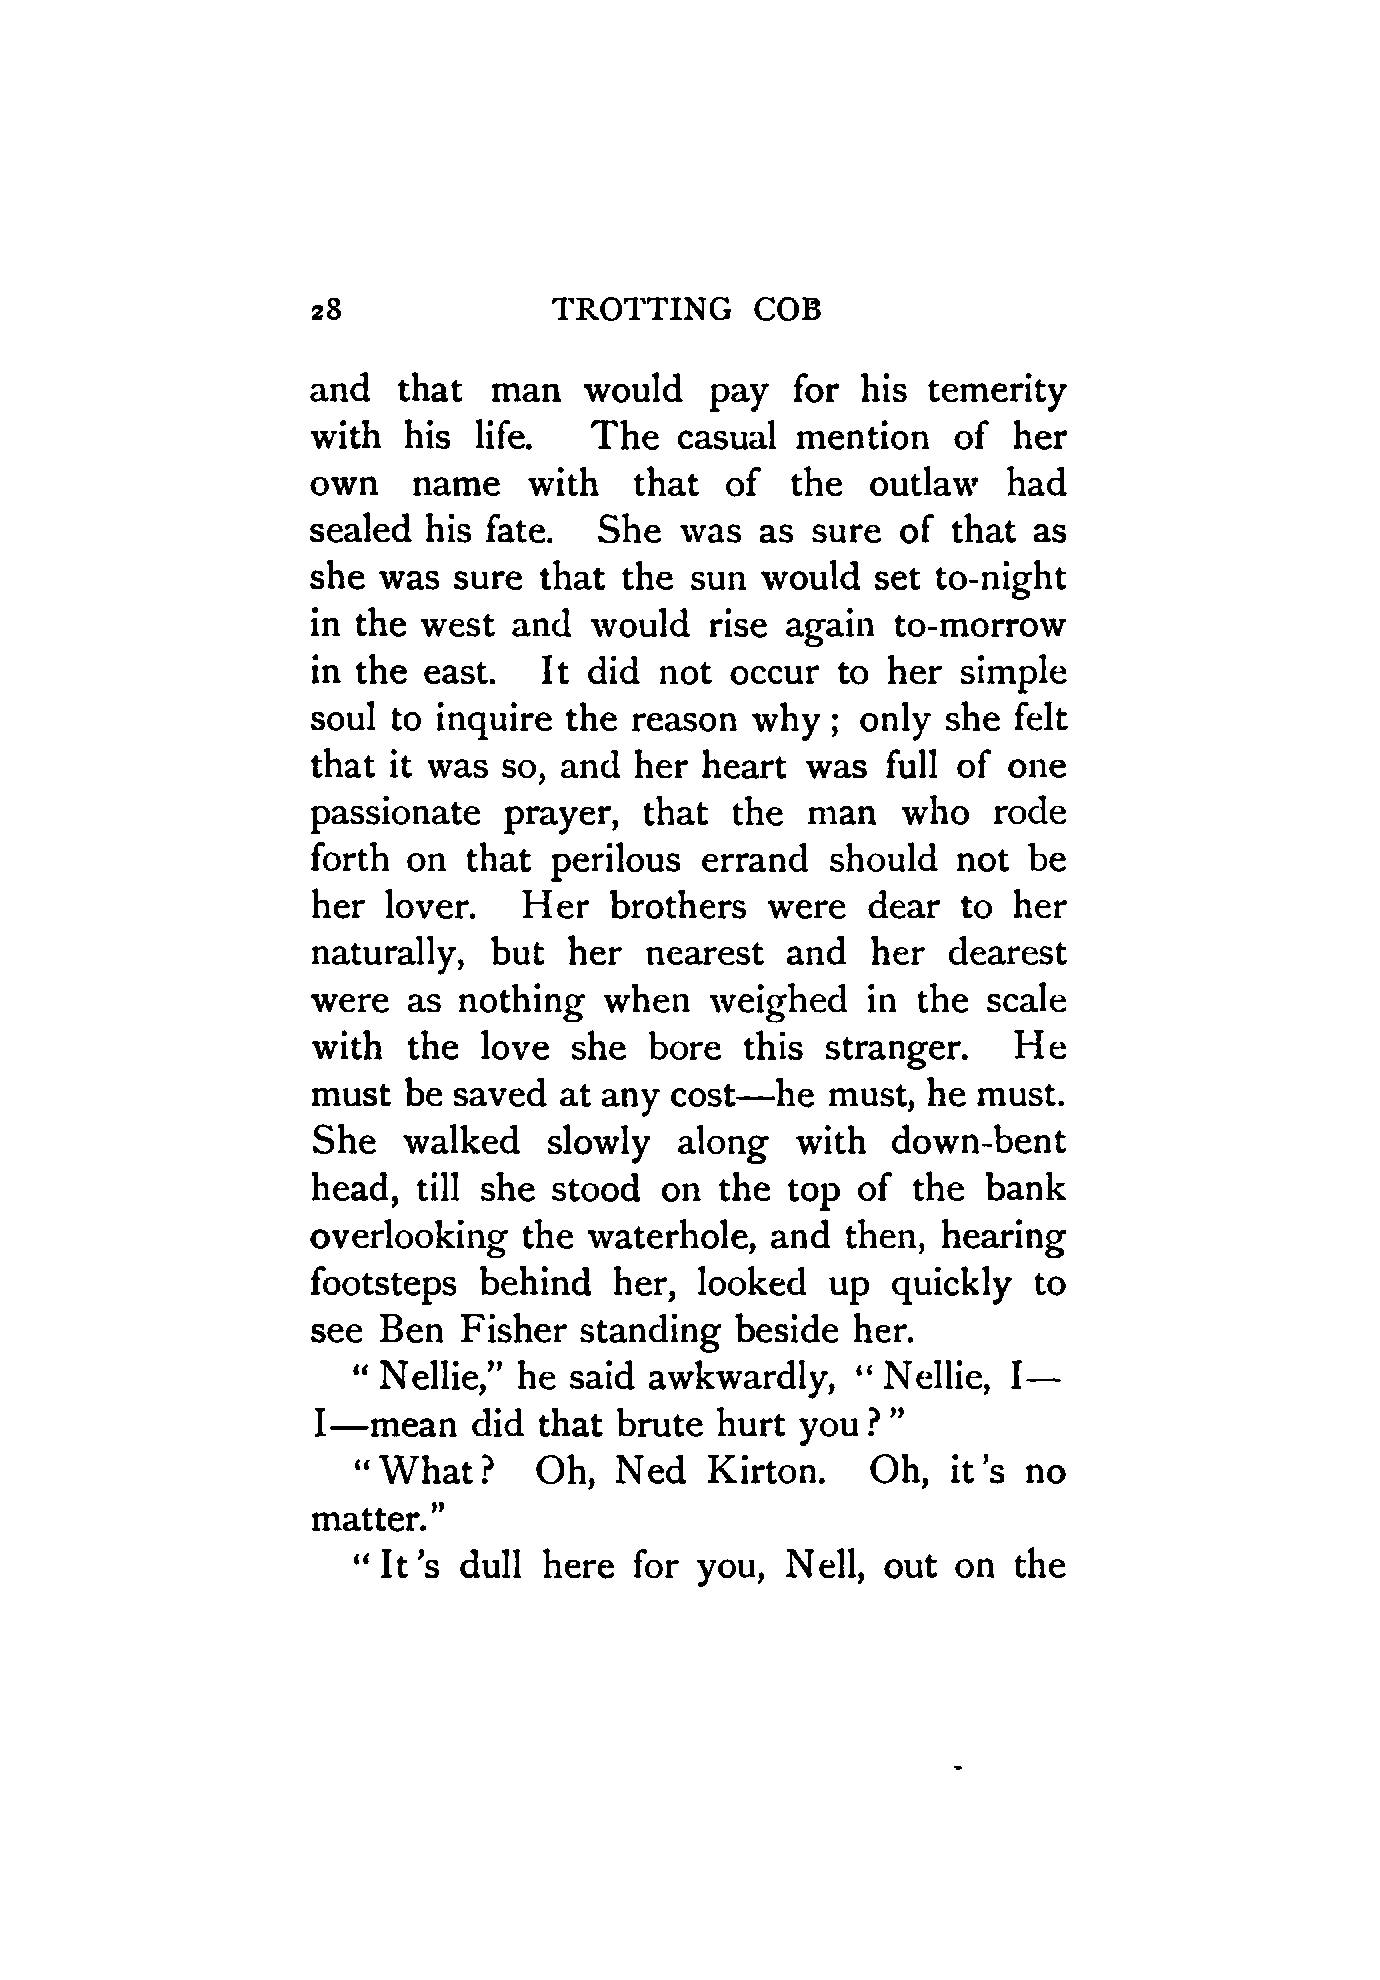 28 TROTTING COB
and that man would pay for his temerity
with his life. The casual mention of her
own name with that of the outlaw had
sealed his fate. She was as sure of that as
she was sure that the sun would set to-night
in the west and would rise again to-morrow
in the east. It did not occur to her simple
soul to inquire the reason why ; only she felt
that it was so, and her heart was full of one
passionate prayer, that the man who rode
forth on that perilous errand should not be
her lover. Her brothers were dear to her
naturally, but her nearest and her dearest
were as nothing when weighed in the scale
with the love she bore this stranger. He
must be saved at any cost—he must, he must.
She walked slowly along with down-bent
head, till she stood on the top of the bank
overlooking the waterhole, and then, hearing
footsteps behind her, looked up quickly to
see Ben Fisher standing beside her.
“ Nellie,” he said awkwardly, “ Nellie, I—
I—mean did that brute hurt you ? ”
“ What ? Oh, Ned Kirton. Oh, it ’s no
matter.”
“ It ’s dull here for you, Nell, out on the